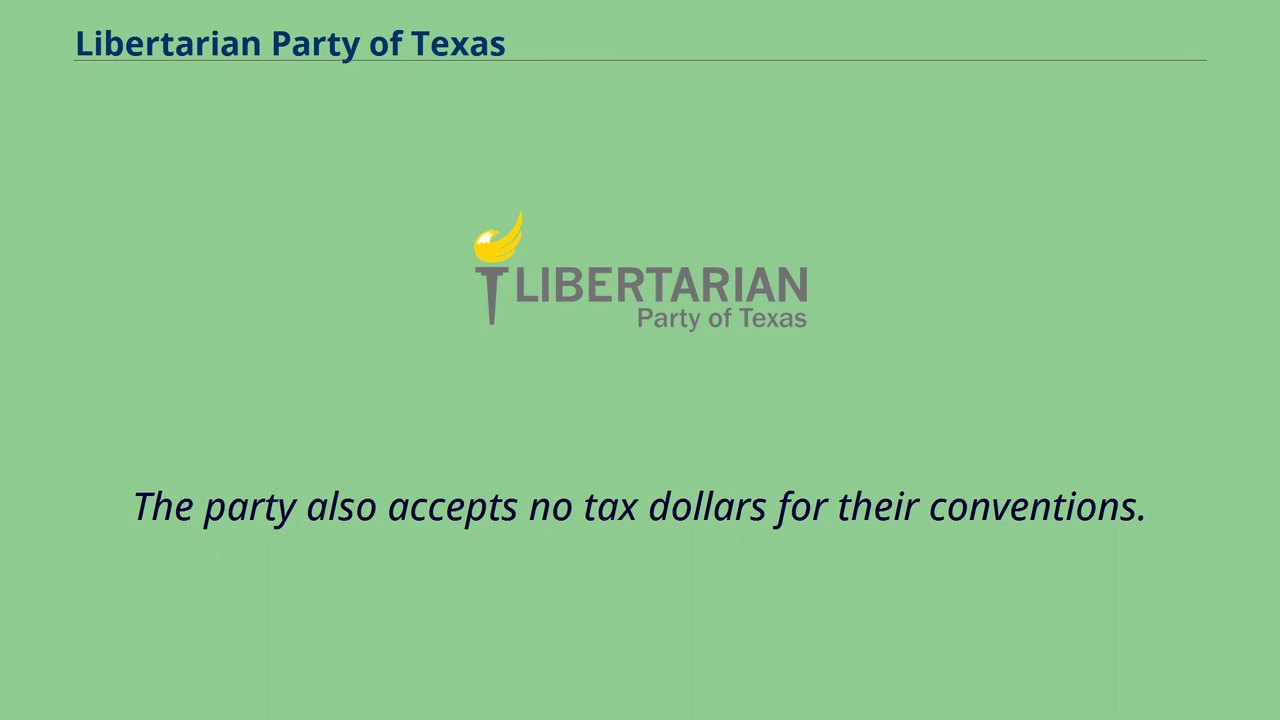 Libertarian Party of Texas
LIBERTARIAN
Party of Texas
The party also accepts no tax dollars for their conventions.